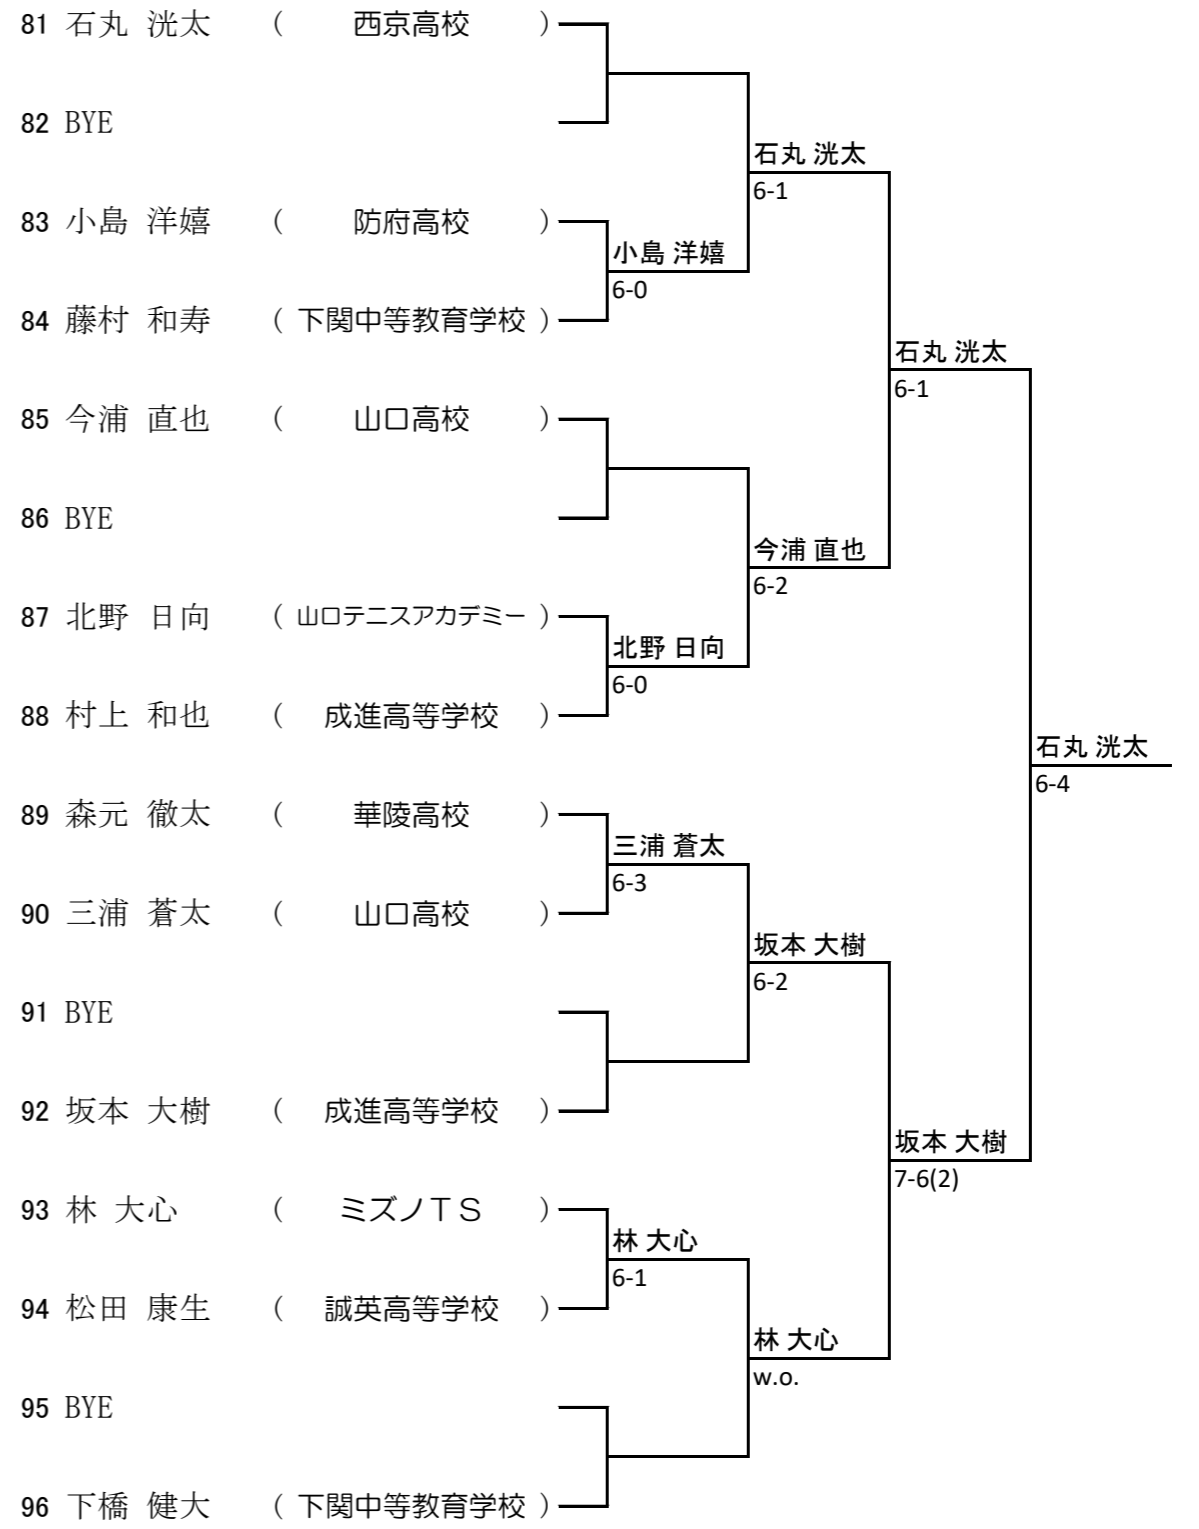 81 石丸 洸太 ( 西京高校 )
82 BYE
石丸 洸太
6-1
83 小島 洋嬉 ( 防府高校 )
小島 洋嬉
6-0
84 藤村 和寿 ( 下関中等教育学校 )
石丸 洸太
6-1
85 今浦 直也 ( 山口高校 )
86 BYE
今浦 直也
6-2
87 北野 日向 ( 山口テニスアカデミー )
北野 日向
6-0
88 村上 和也 ( 成進高等学校 )
石丸 洸太
6-4
89 森元 徹太 ( 華陵高校 )
三浦 蒼太
6-3
90 三浦 蒼太 ( 山口高校 )
坂本 大樹
6-2
91 BYE
92 坂本 大樹 ( 成進高等学校 )
坂本 大樹
7-6(2)
93 林 大心 ( ミズノTS )
林 大心
6-1
94 松田 康生 ( 誠英高等学校 )
林 大心
w.o.
95 BYE
96 下橋 健大 ( 下関中等教育学校 )